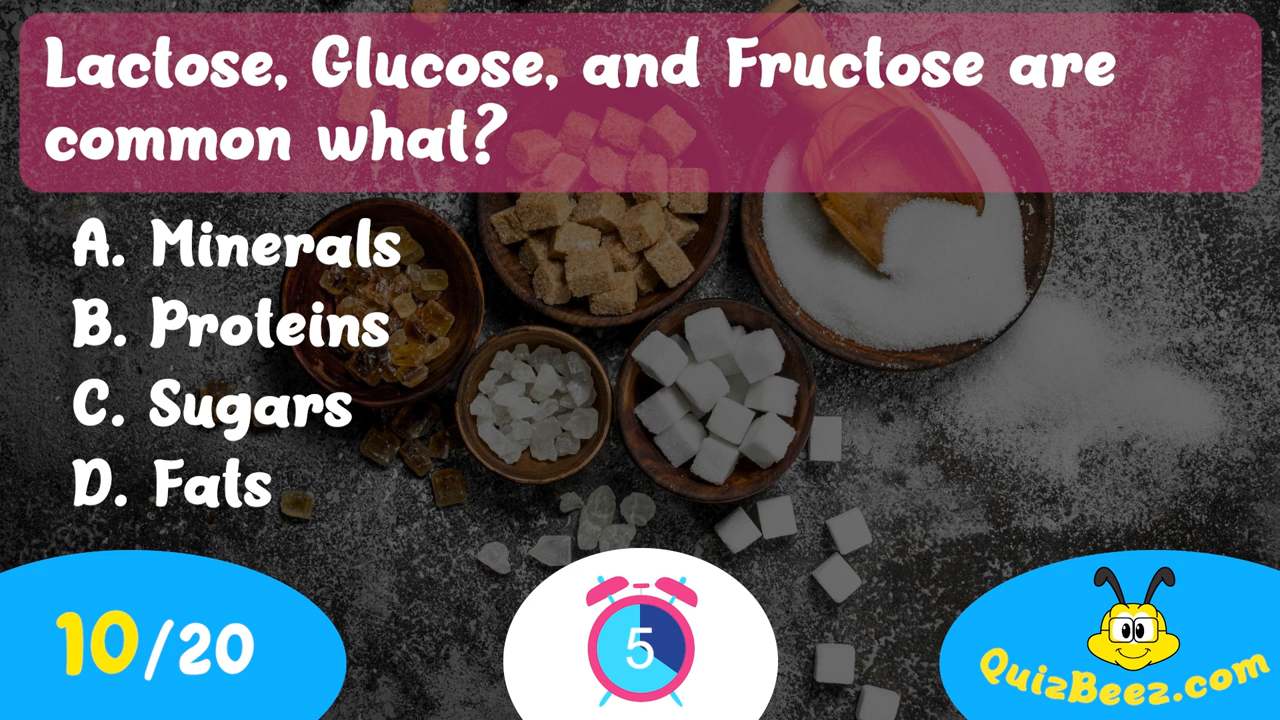 Lactose, Glucose, and Fructose are
common what?
A. Minerals
B. Proteins
C. Sugars
D. Fats
10/20
5
QuizBeez.com